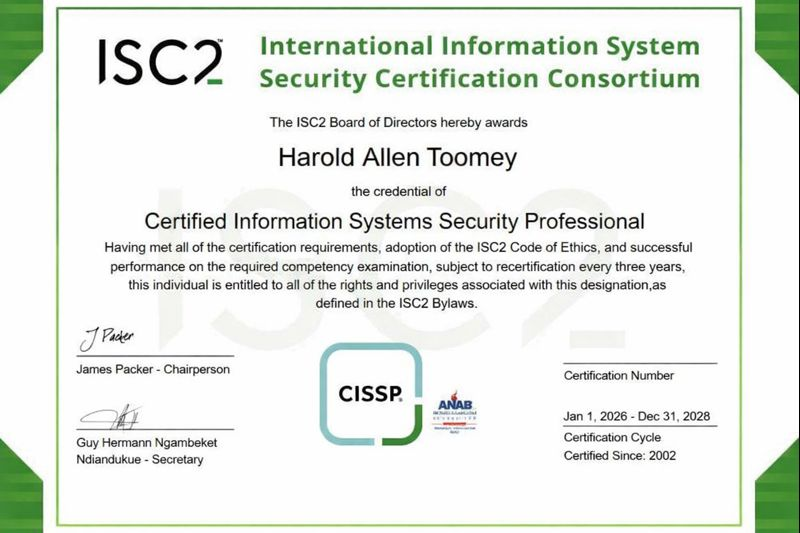 ISC2™
International Information System
Security Certification Consortium
The ISC2 Board of Directors hereby awards
Harold Allen Toomey
the credential of
Certified Information Systems Security Professional
Having met all of the certification requirements, adoption of the ISC2 Code of Ethics, and successful
performance on the required competency examination, subject to recertification every three years,
this individual is entitled to all of the rights and privileges associated with this designation,as
defined in the ISC2 Bylaws.
J Packer
James Packer - Chairperson
Guy Hermann Ngambeket
Ndiandukue - Secretary
CISSP®
ANAB
Certification Number
Jan 1, 2026 - Dec 31, 2028
Certification Cycle
Certified Since: 2002